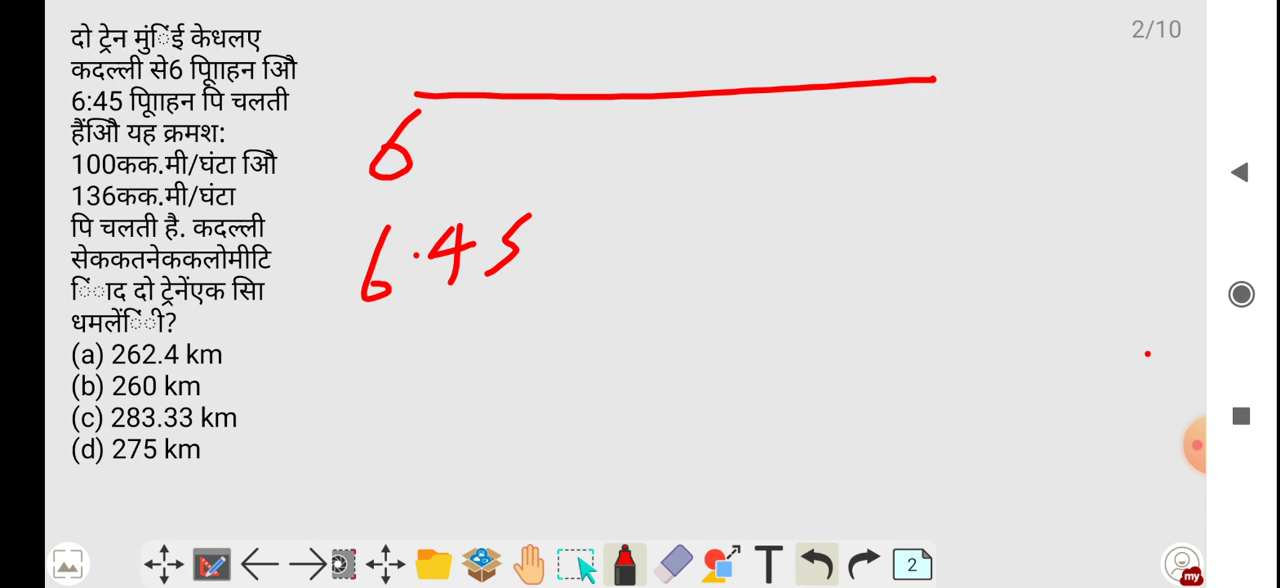 दो ट्रेन मुंिंई केधलए
कदल्ली से6 पूिााहन औि
6:45 पूिााहन पि चलती
हैंऔि यह क्रमश:
100कक.मी/घंटा औि
136कक.मी/घंटा
पि चलती है. कदल्ली
सेककतनेककलोमीटि
िंाद दो ट्रेनेंएक सिा
धमलेंिंी?
(a) 262.4 km
(b) 260 km
(c) 283.33 km
(d) 275 km
2/10
6
6.45
T
2
my